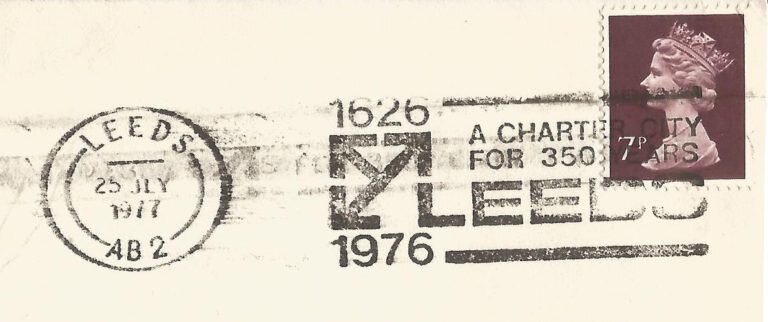 LEEDS
25 JLY
1977
AB 2
1626
A CHARTER CITY
FOR 350 YEARS
LEEDS
1976
7P